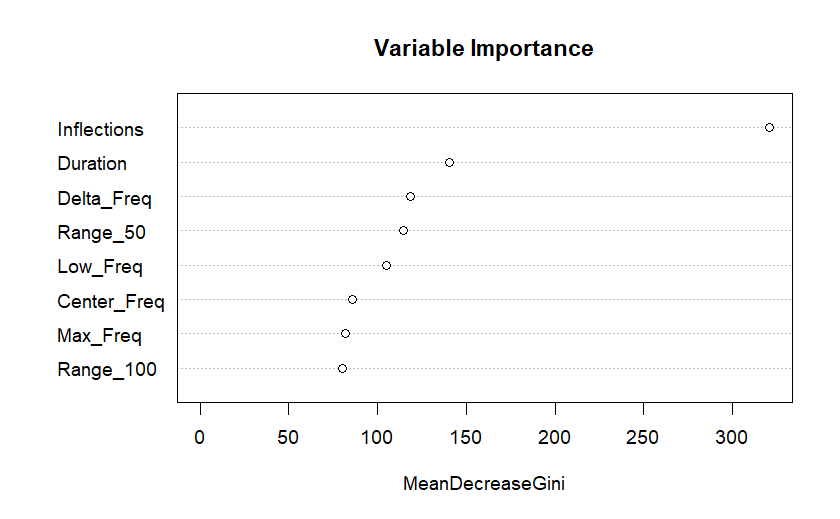 Variable Importance
Inflections
Duration
Delta_Freq
Range_50
Low_Freq
Center_Freq
Max_Freq
Range_100
0 50 100 150 200 250 300
MeanDecreaseGini